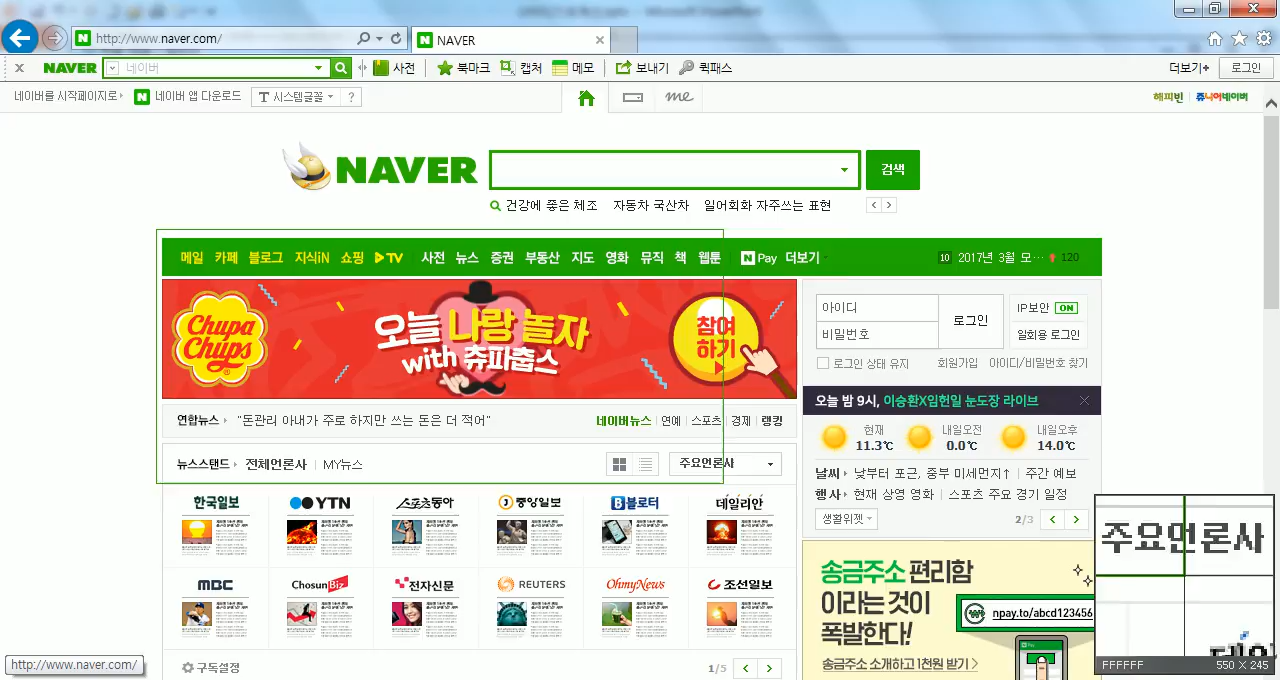 http://www.naver.com/
NAVER
NAVER 네이버 사전 북마크 캡처 메모 보내기 퀵패스 더보기+ 로그인
네이버를 시작페이지로 네이버 앱 다운로드 시스템글꼴 ? me 해피빈 쥬니어네이버
NAVER 검색
건강에 좋은 체조 자동차 국산차 일어회화 자주쓰는 표현
메일 카페 블로그 지식iN 쇼핑 TV 사전 뉴스 증권 부동산 지도 영화 뮤직 책 웹툰 N Pay 더보기 10 2017년 3월 모… 120
Chupa Chups
오늘 나랑 놀자
with 츄파춥스
참여
하기
아이디
비밀번호
로그인
IP보안 ON
일회용 로그인
로그인 상태 유지 회원가입 아이디/비밀번호 찾기
오늘 밤 9시, 이승환X임헌일 눈도장 라이브
연합뉴스 "돈관리 아내가 주로 하지만 쓰는 돈은 더 적어" 네이버뉴스 연예 스포츠 경제 랭킹
현재 11.3℃ 내일오전 0.0℃ 내일오후 14.0℃
뉴스스탠드 전체언론사 MY뉴스 주요언론사
날씨 낮부터 포근, 중부 미세먼지↑ 주간 예보
행사 현재 상영 영화 스포츠 주요 경기 일정
생활위젯 2/3
한국일보 YTN 스포츠동아 중앙일보 블로터 데일리안
MBC ChosunBiz 전자신문 REUTERS OhmyNews 조선일보
송금주소 편리함
이라는 것이
폭발한다!
npay.to/abcd123456
송금주소 소개하고 1천원 받기
주요언론사
FFFFFF 550 X 245
구독설정 1/5
http://www.naver.com/